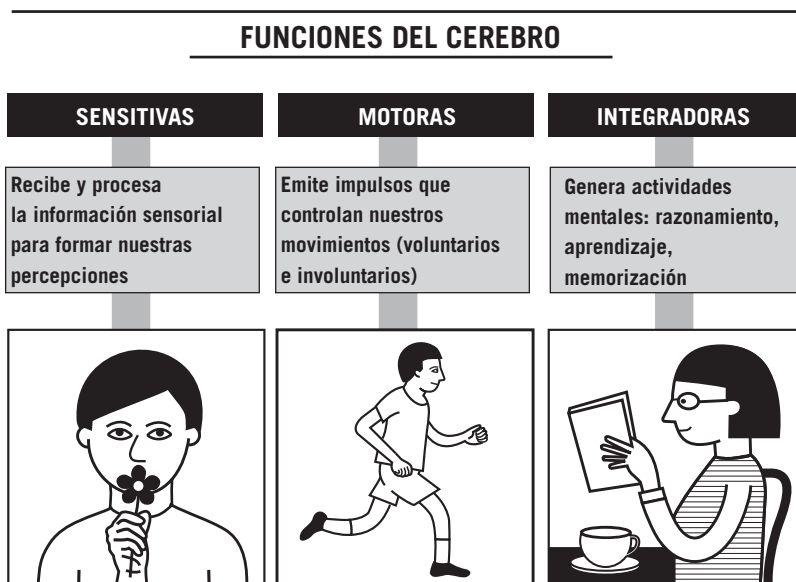 FUNCIONES DEL CEREBRO
SENSITIVAS
Recibe y procesa
la información sensorial
para formar nuestras
percepciones
MOTORAS
Emite impulsos que
controlan nuestros
movimientos (voluntarios
e involuntarios)
INTEGRADORAS
Genera actividades
mentales: razonamiento,
aprendizaje,
memorización